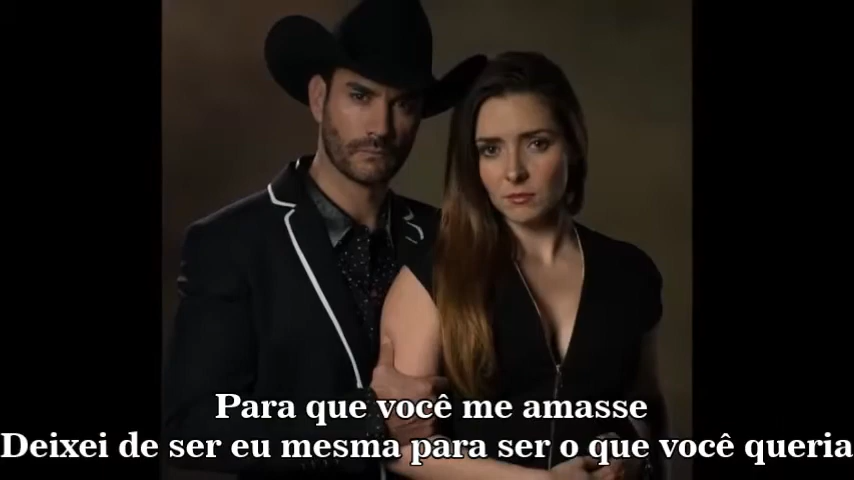 Para que você me amasse
Deixei de ser eu mesma para ser o que você queria